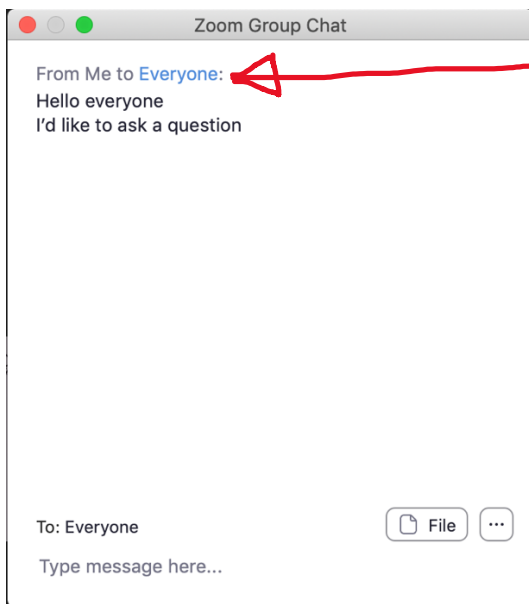 Zoom Group Chat
From Me to Everyone:
Hello everyone
I'd like to ask a question
To: Everyone
File
Type message here...